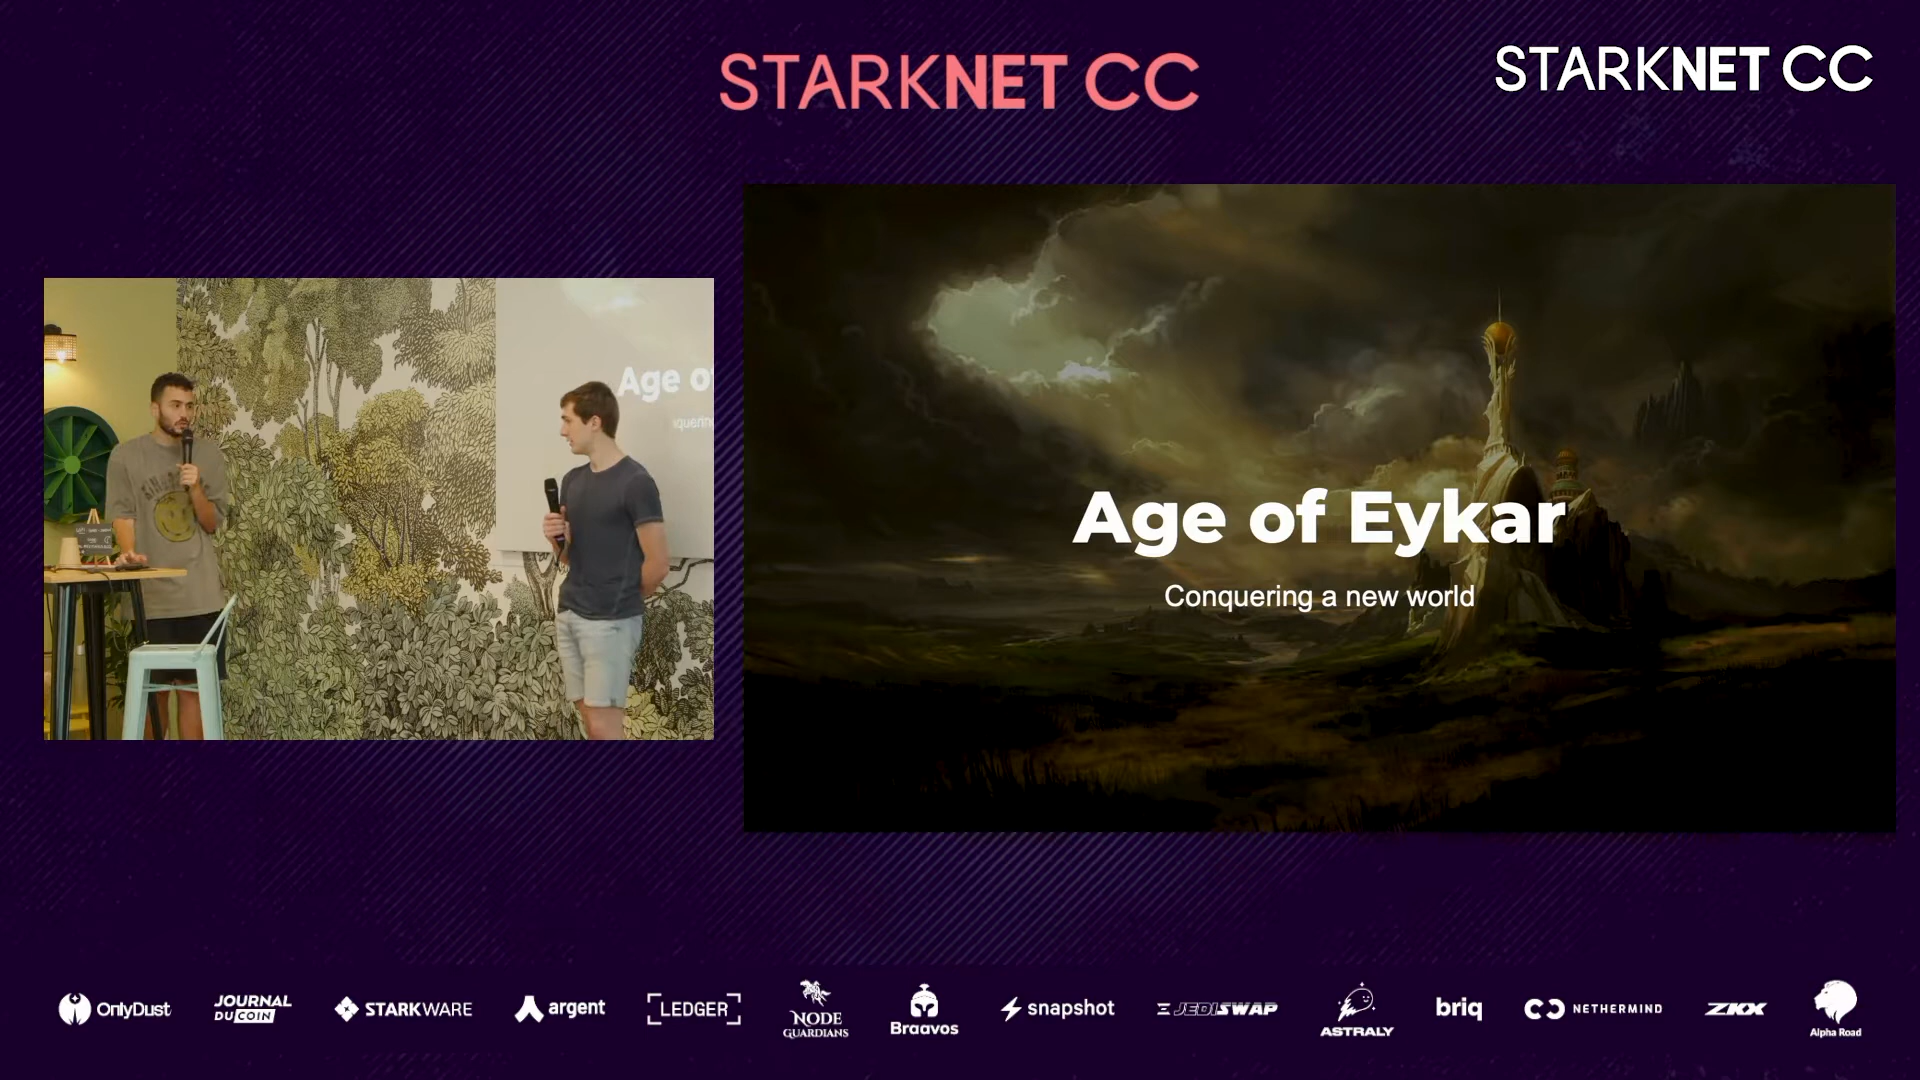 STARKNET CC
STARKNET CC
Age of
Age of Eykar
Conquering a new world
OnlyDust
JOURNAL
DU COIN
STARKWARE
argent
LEDGER
NODE
GUARDIANS
Braavos
snapshot
JEDISWAP
ASTRALY
briq
NETHERMIND
ZKX
Alpha Road